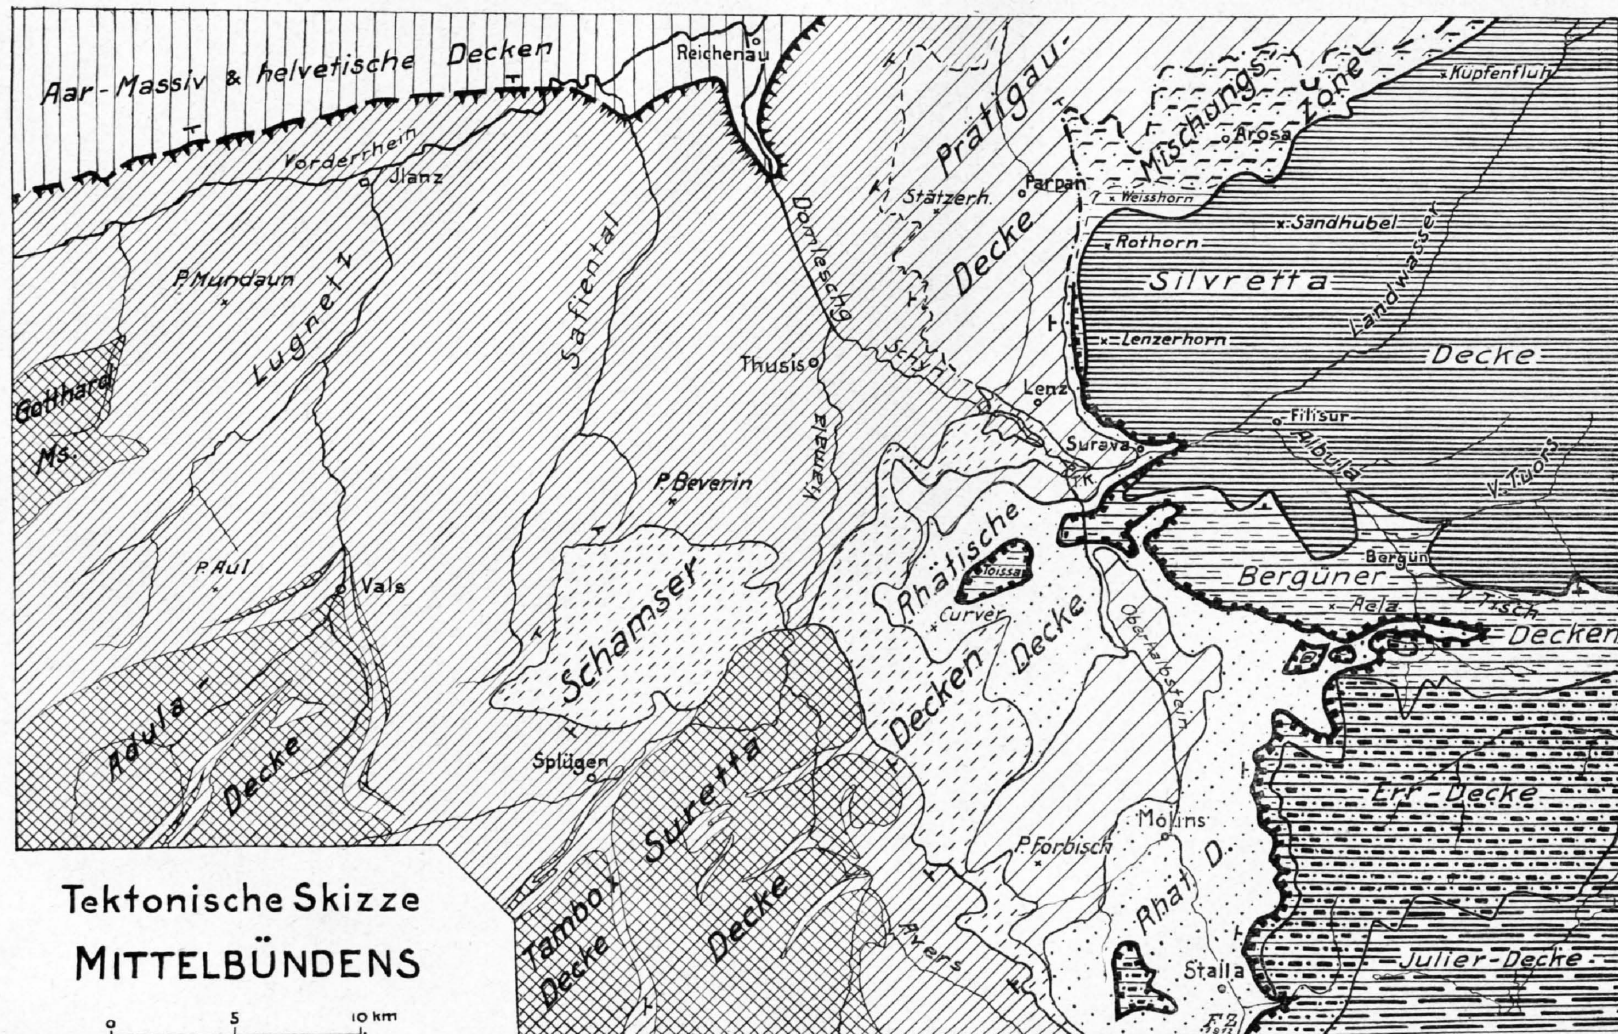 Aar-Massiv & helvetische Decken
Reichenau
Prätigau-
Decke
Mischungs
Zone
Küpfenfluh
Arosa
Vorderrhein
Jlanz
Stätzerh.
Parpan
Weisshorn
Sandhubel
Rothorn
Silvretta
Decke
Landwasser
Domleschg
Safiental
P. Mundaun
Lugnetz
Gotthard
Ms.
Lenzerhorn
Schyn
Thusis
Lenz
Filisur
Albula
Surava
V. Tuors
Viamala
P. Beverin
T.K.
Rhätische
Decke
Toissa
Curvèr
Bergün
Bergüner
Decken
Aela
V. Tisch
P. Aul
Vals
Schamser
Decken
Oberhalbstein
Adula-
Decke
Splügen
Suretta
Decke
Err-Decke
Molins
P. Forbisch
Rhät. D.
Tambo
Decke
Avers
Julier-Decke
Stalla
F.Z.
Tektonische Skizze
MITTELBÜNDENS
0 5 10 km